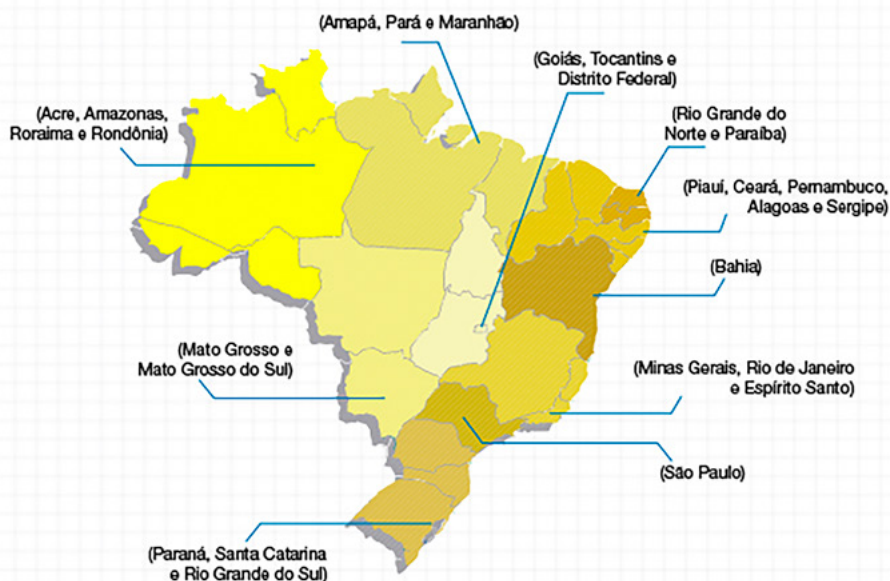 (Amapá, Pará e Maranhão)
(Goiás, Tocantins e
Distrito Federal)
(Acre, Amazonas,
Roraima e Rondônia)
(Rio Grande do
Norte e Paraíba)
(Piauí, Ceará, Pernambuco,
Alagoas e Sergipe)
(Bahia)
(Mato Grosso e
Mato Grosso do Sul)
(Minas Gerais, Rio de Janeiro
e Espírito Santo)
(São Paulo)
(Paraná, Santa Catarina
e Rio Grande do Sul)